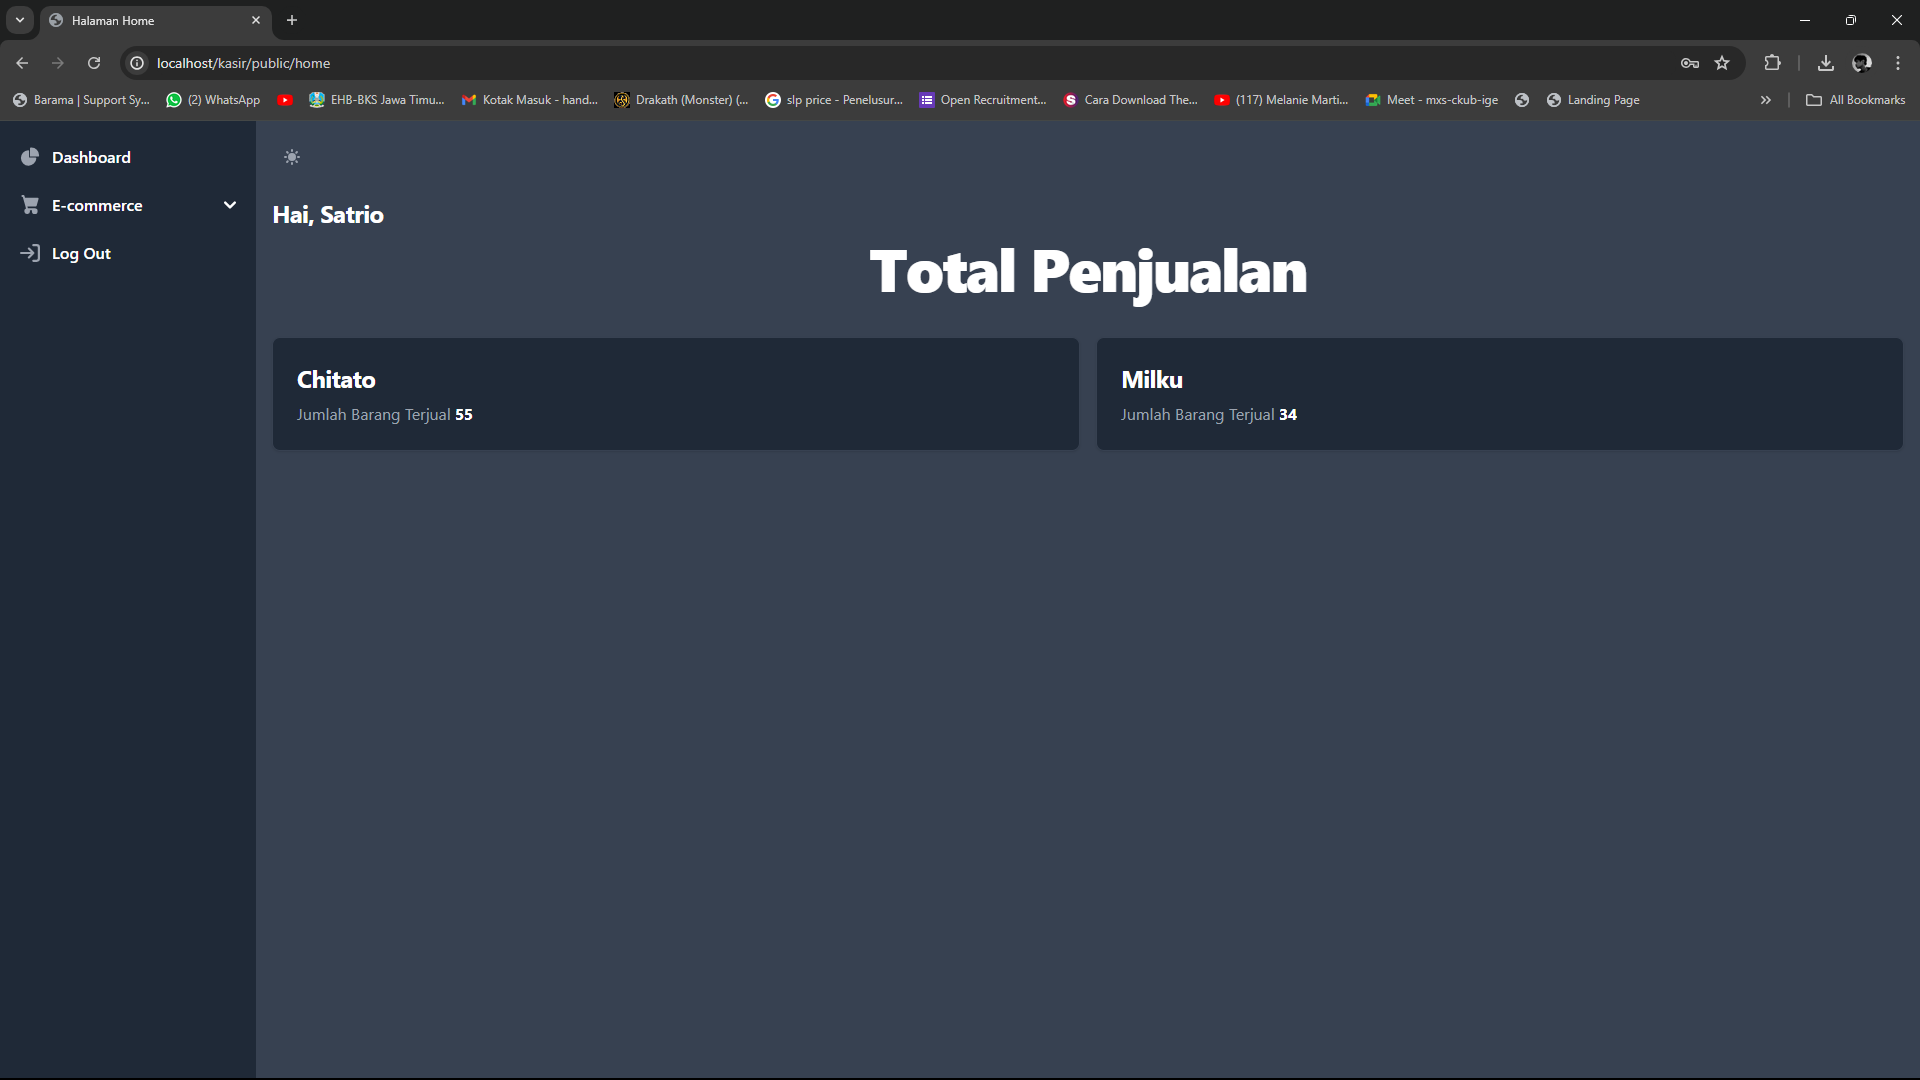 Halaman Home
localhost/kasir/public/home
Barama | Support Sy... (2) WhatsApp EHB-BKS Jawa Timu... Kotak Masuk - hand... Drakath (Monster) (... slp price - Penelusur... Open Recruitment... Cara Download The... (117) Melanie Marti... Meet - mxs-ckub-ige Landing Page » All Bookmarks
Dashboard
E-commerce
Log Out
Hai, Satrio
Total Penjualan
Chitato
Jumlah Barang Terjual 55
Milku
Jumlah Barang Terjual 34